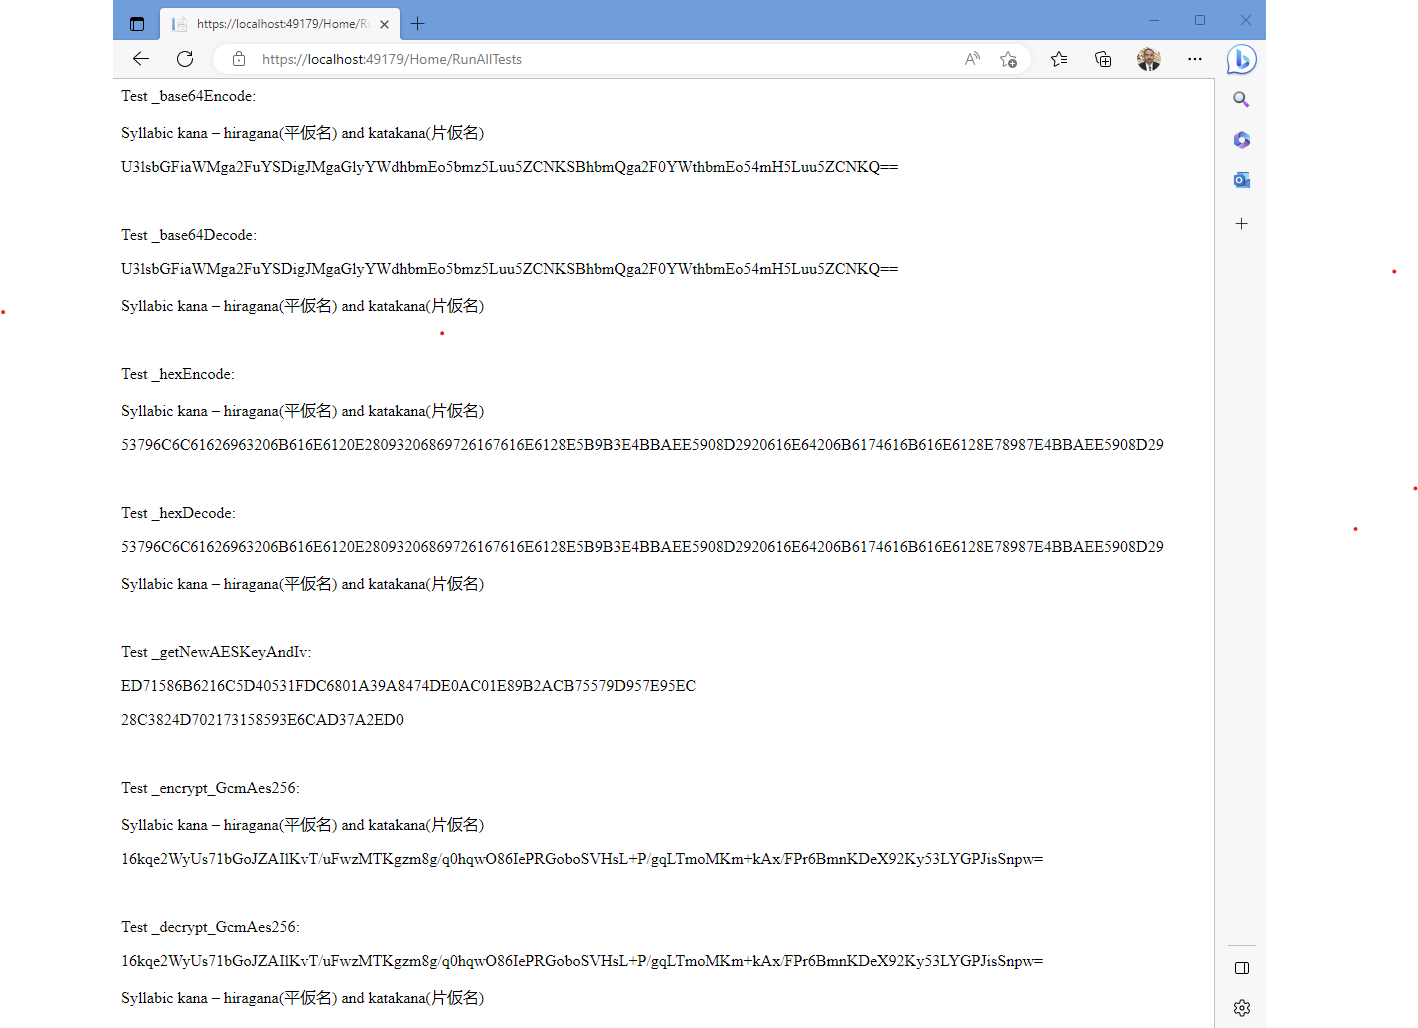 https://localhost:49179/Home/Ru
https://localhost:49179/Home/RunAllTests
Test _base64Encode:
Syllabic kana – hiragana(平仮名) and katakana(片仮名)
U3lsbGFiaWMga2FuYSDigJMgaGlyYWdhbmEo5bmz5Luu5ZCNKSBhbmQga2F0YWthbmEo54mH5Luu5ZCNKQ==
Test _base64Decode:
U3lsbGFiaWMga2FuYSDigJMgaGlyYWdhbmEo5bmz5Luu5ZCNKSBhbmQga2F0YWthbmEo54mH5Luu5ZCNKQ==
Syllabic kana – hiragana(平仮名) and katakana(片仮名)
Test _hexEncode:
Syllabic kana – hiragana(平仮名) and katakana(片仮名)
53796C6C61626963206B616E6120E28093206869726167616E6128E5B9B3E4BBAEE5908D2920616E64206B6174616B616E6128E78987E4BBAEE5908D29
Test _hexDecode:
53796C6C61626963206B616E6120E28093206869726167616E6128E5B9B3E4BBAEE5908D2920616E64206B6174616B616E6128E78987E4BBAEE5908D29
Syllabic kana – hiragana(平仮名) and katakana(片仮名)
Test _getNewAESKeyAndIv:
ED71586B6216C5D40531FDC6801A39A8474DE0AC01E89B2ACB75579D957E95EC
28C3824D702173158593E6CAD37A2ED0
Test _encrypt_GcmAes256:
Syllabic kana – hiragana(平仮名) and katakana(片仮名)
16kqe2WyUs71bGoJZAIlKvT/uFwzMTKgzm8g/q0hqwO86IePRGoboSVHsL+P/gqLTmoMKm+kAx/FPr6BmnKDeX92Ky53LYGPJisSnpw=
Test _decrypt_GcmAes256:
16kqe2WyUs71bGoJZAIlKvT/uFwzMTKgzm8g/q0hqwO86IePRGoboSVHsL+P/gqLTmoMKm+kAx/FPr6BmnKDeX92Ky53LYGPJisSnpw=
Syllabic kana – hiragana(平仮名) and katakana(片仮名)